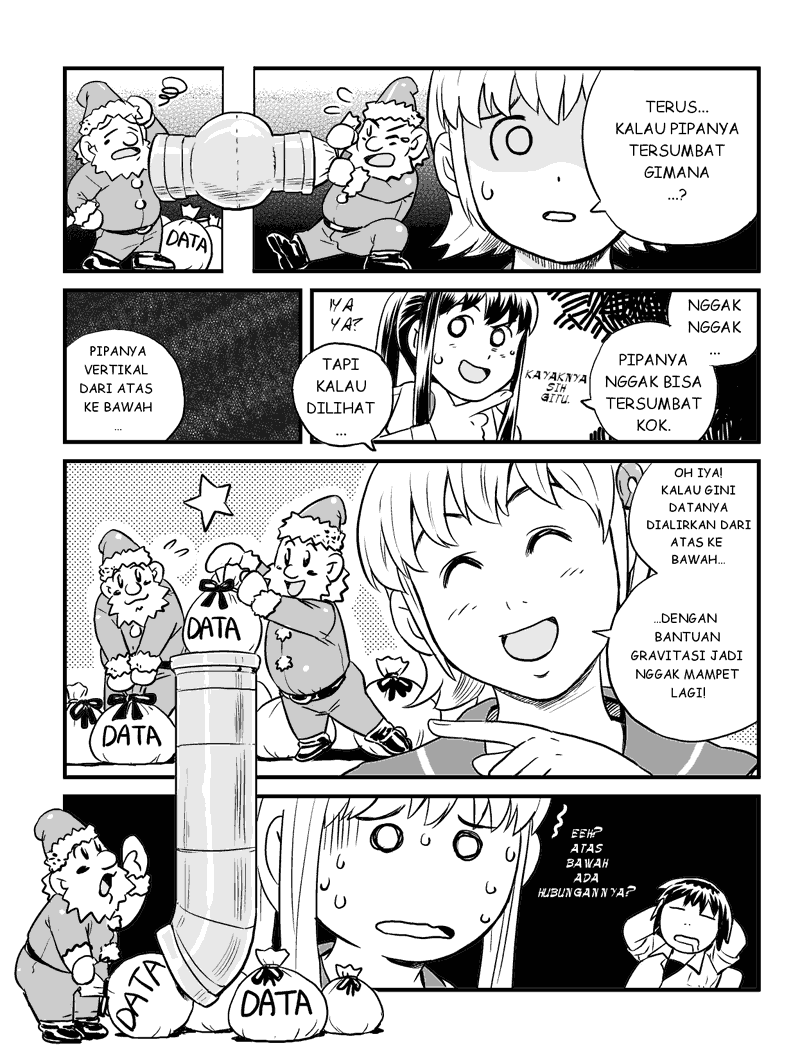 TERUS...
KALAU PIPANYA
TERSUMBAT
GIMANA
...?
DATA
NGGAK
NGGAK
...
PIPANYA
NGGAK BISA
TERSUMBAT
KOK.
KAYAKNYA
SIH
GITU.
IYA
YA?
TAPI
KALAU
DILIHAT
...
PIPANYA
VERTIKAL
DARI ATAS
KE BAWAH
...
OH IYA!
KALAU GINI
DATANYA
DIALIRKAN DARI
ATAS KE
BAWAH...
...DENGAN
BANTUAN
GRAVITASI JADI
NGGAK MAMPET
LAGI!
DATA
DATA
EEH?
ATAS
BAWAH
ADA
HUBUNGANNYA?
DATA
DATA